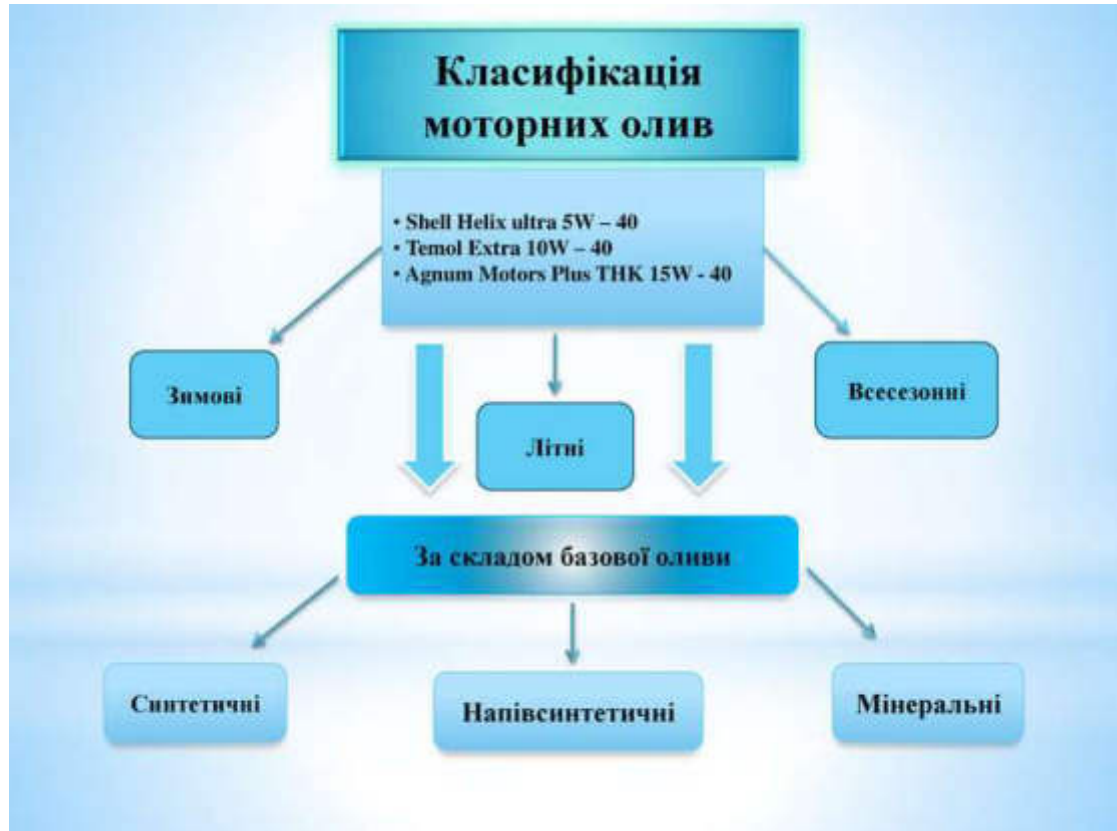 Класифікація
моторних олив
• Shell Helix ultra 5W – 40
• Temol Extra 10W – 40
• Agnum Motors Plus ТНК 15W - 40
Зимові
Літні
Всесезонні
За складом базової оливи
Синтетичні
Напівсинтетичні
Мінеральні